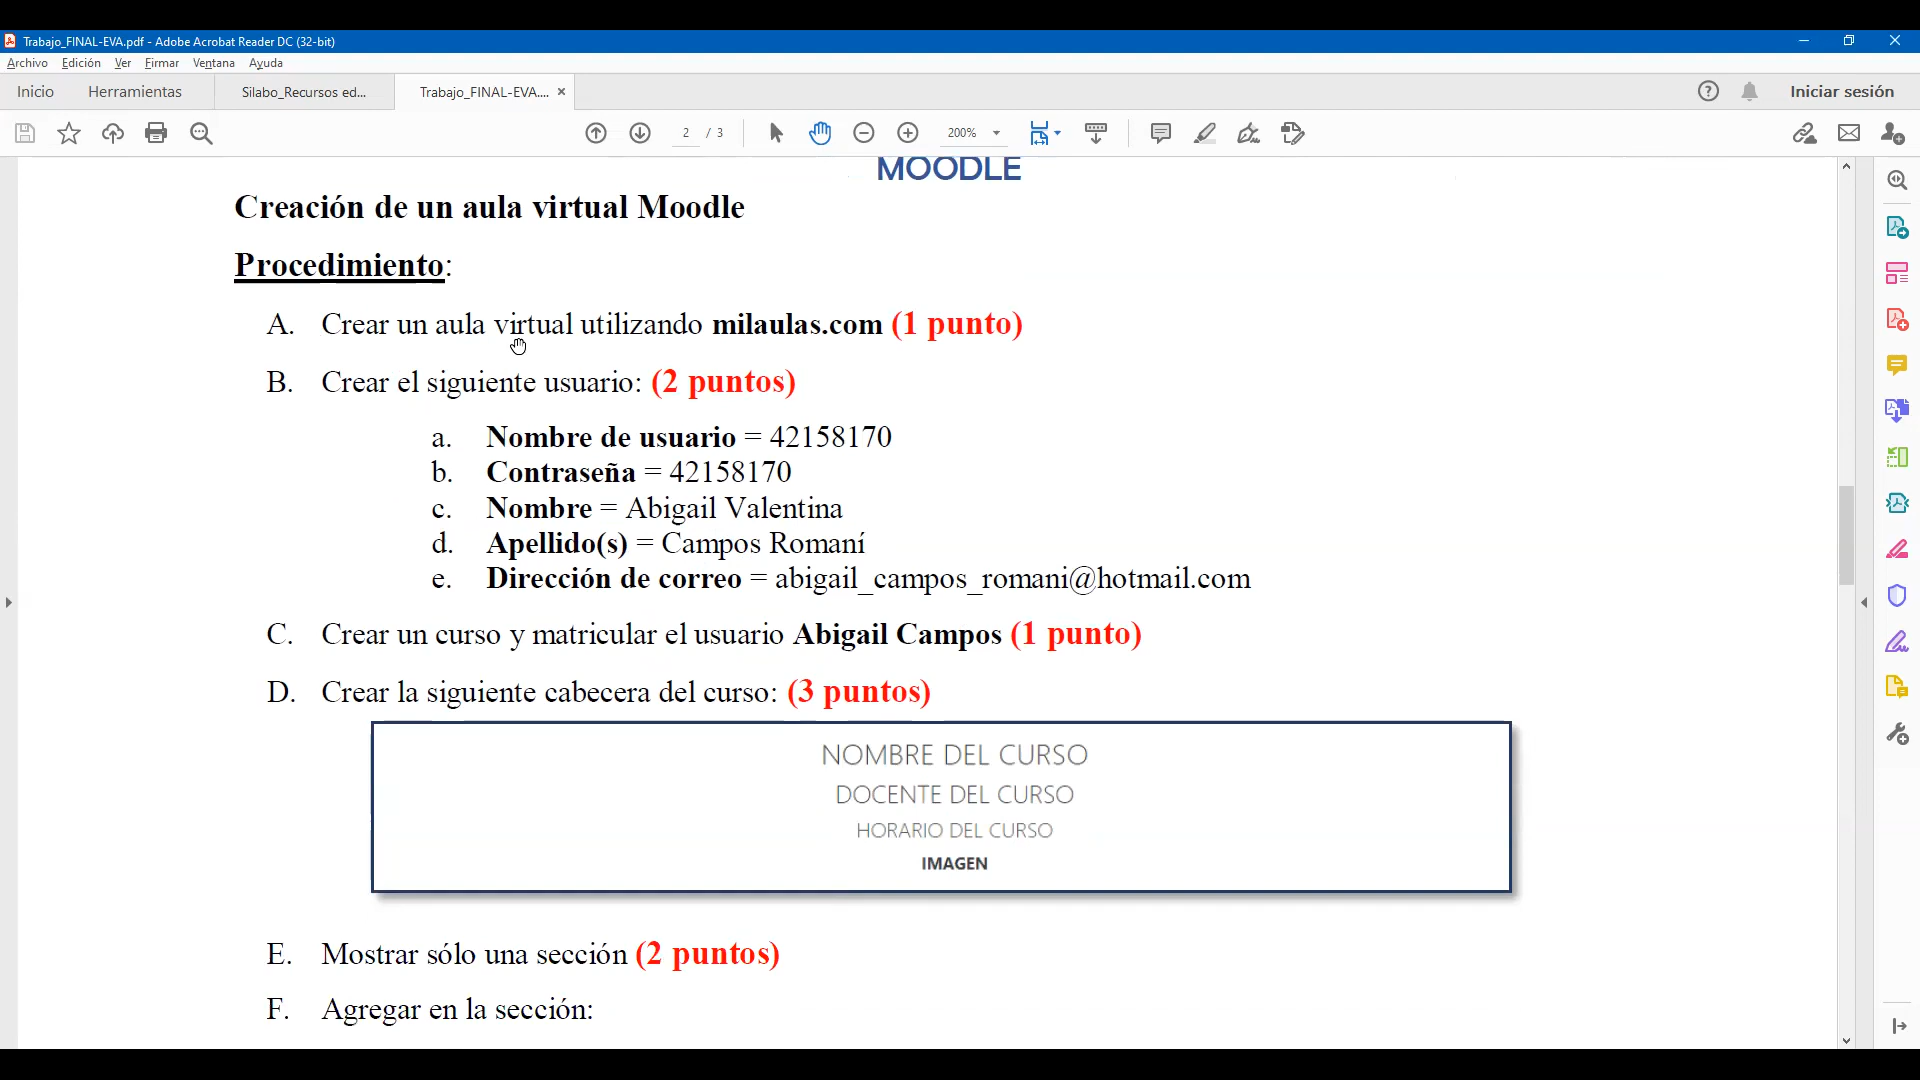 Trabajo_FINAL-EVA.pdf - Adobe Acrobat Reader DC (32-bit)
Archivo Edición Ver Firmar Ventana Ayuda
Inicio Herramientas Silabo_Recursos ed... Trabajo_FINAL-EVA.... Iniciar sesión
2 / 3 200%
MOODLE
Creación de un aula virtual Moodle
Procedimiento:
A. Crear un aula virtual utilizando milaulas.com (1 punto)
B. Crear el siguiente usuario: (2 puntos)
a. Nombre de usuario = 42158170
b. Contraseña = 42158170
c. Nombre = Abigail Valentina
d. Apellido(s) = Campos Romaní
e. Dirección de correo = abigail_campos_romani@hotmail.com
C. Crear un curso y matricular el usuario Abigail Campos (1 punto)
D. Crear la siguiente cabecera del curso: (3 puntos)
NOMBRE DEL CURSO
DOCENTE DEL CURSO
HORARIO DEL CURSO
IMAGEN
E. Mostrar sólo una sección (2 puntos)
F. Agregar en la sección: